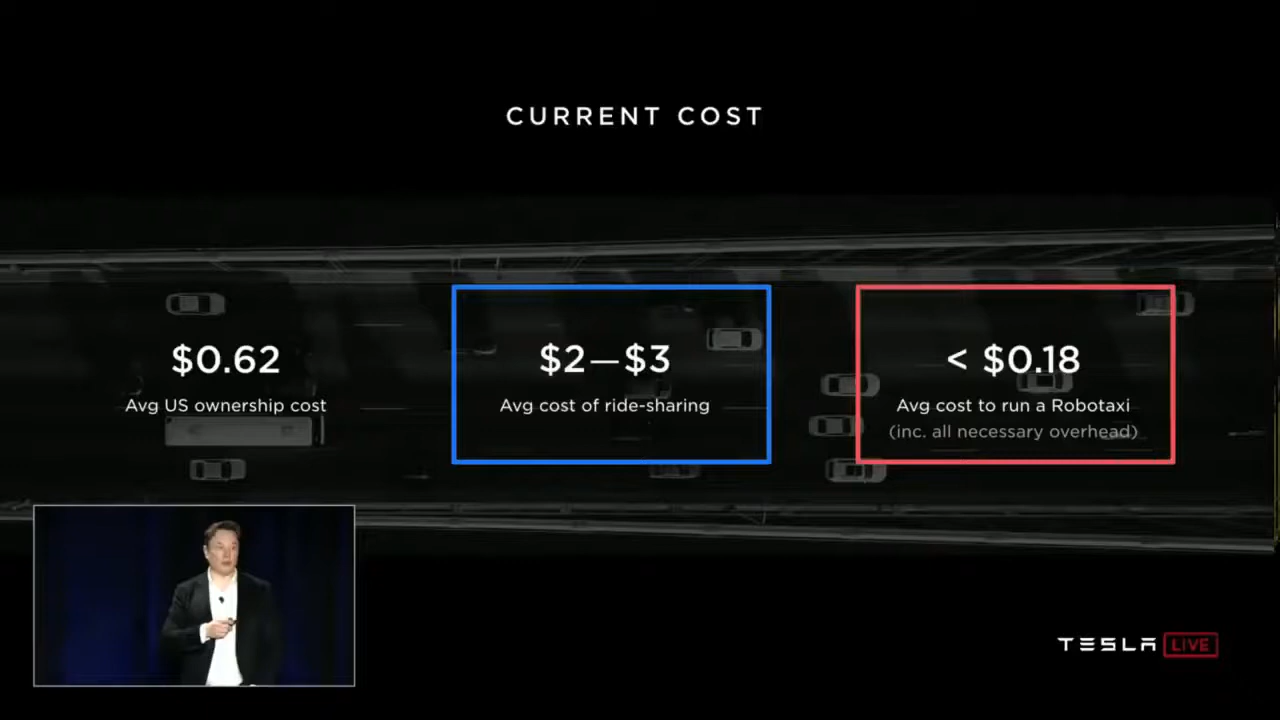 CURRENT COST
$0.62
Avg US ownership cost
$2—$3
Avg cost of ride-sharing
< $0.18
Avg cost to run a Robotaxi
(inc. all necessary overhead)
TESLA LIVE